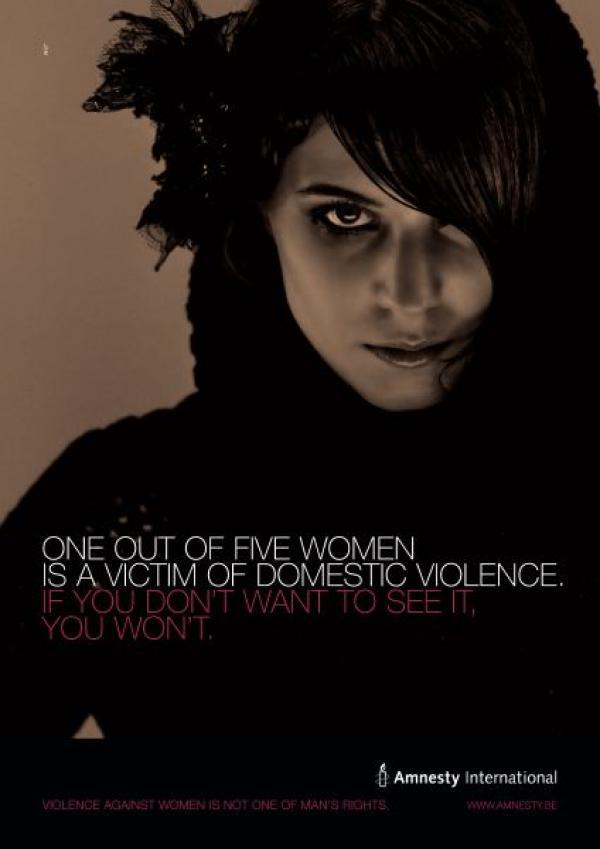 ONE OUT OF FIVE WOMEN
IS A VICTIM OF DOMESTIC VIOLENCE.
IF YOU DON'T WANT TO SEE IT,
YOU WON'T.
Amnesty International
VIOLENCE AGAINST WOMEN IS NOT ONE OF MAN'S RIGHTS.
WWW.AMNESTY.BE